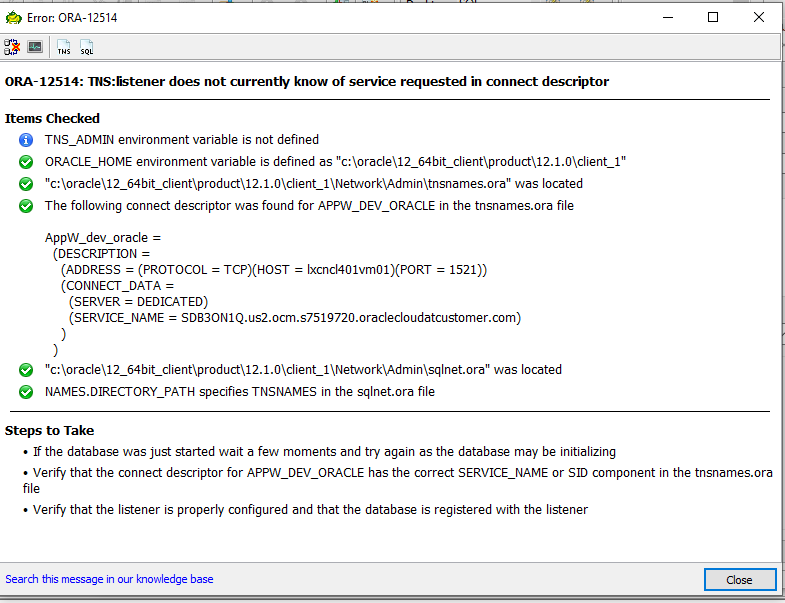 Error: ORA-12514
TNS
SQL
ORA-12514: TNS:listener does not currently know of service requested in connect descriptor
Items Checked
TNS_ADMIN environment variable is not defined
ORACLE_HOME environment variable is defined as "c:\oracle\12_64bit_client\product\12.1.0\client_1"
"c:\oracle\12_64bit_client\product\12.1.0\client_1\Network\Admin\tnsnames.ora" was located
The following connect descriptor was found for APPW_DEV_ORACLE in the tnsnames.ora file
AppW_dev_oracle =
(DESCRIPTION =
(ADDRESS = (PROTOCOL = TCP)(HOST = lxcncl401vm01)(PORT = 1521))
(CONNECT_DATA =
(SERVER = DEDICATED)
(SERVICE_NAME = SDB3ON1Q.us2.ocm.s7519720.oraclecloudatcustomer.com)
)
)
"c:\oracle\12_64bit_client\product\12.1.0\client_1\Network\Admin\sqlnet.ora" was located
NAMES.DIRECTORY_PATH specifies TNSNAMES in the sqlnet.ora file
Steps to Take
• If the database was just started wait a few moments and try again as the database may be initializing
• Verify that the connect descriptor for APPW_DEV_ORACLE has the correct SERVICE_NAME or SID component in the tnsnames.ora
file
• Verify that the listener is properly configured and that the database is registered with the listener
Search this message in our knowledge base
Close